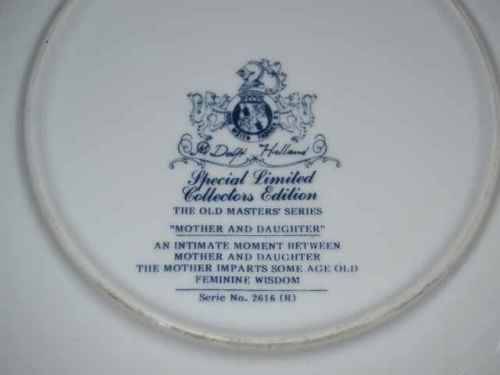 Delft Holland
Special Limited
Collectors Edition
THE OLD MASTERS' SERIES
"MOTHER AND DAUGHTER"
AN INTIMATE MOMENT BETWEEN
MOTHER AND DAUGHTER
THE MOTHER IMPARTS SOME AGE OLD
FEMININE WISDOM
Serie No. 2616 (R)